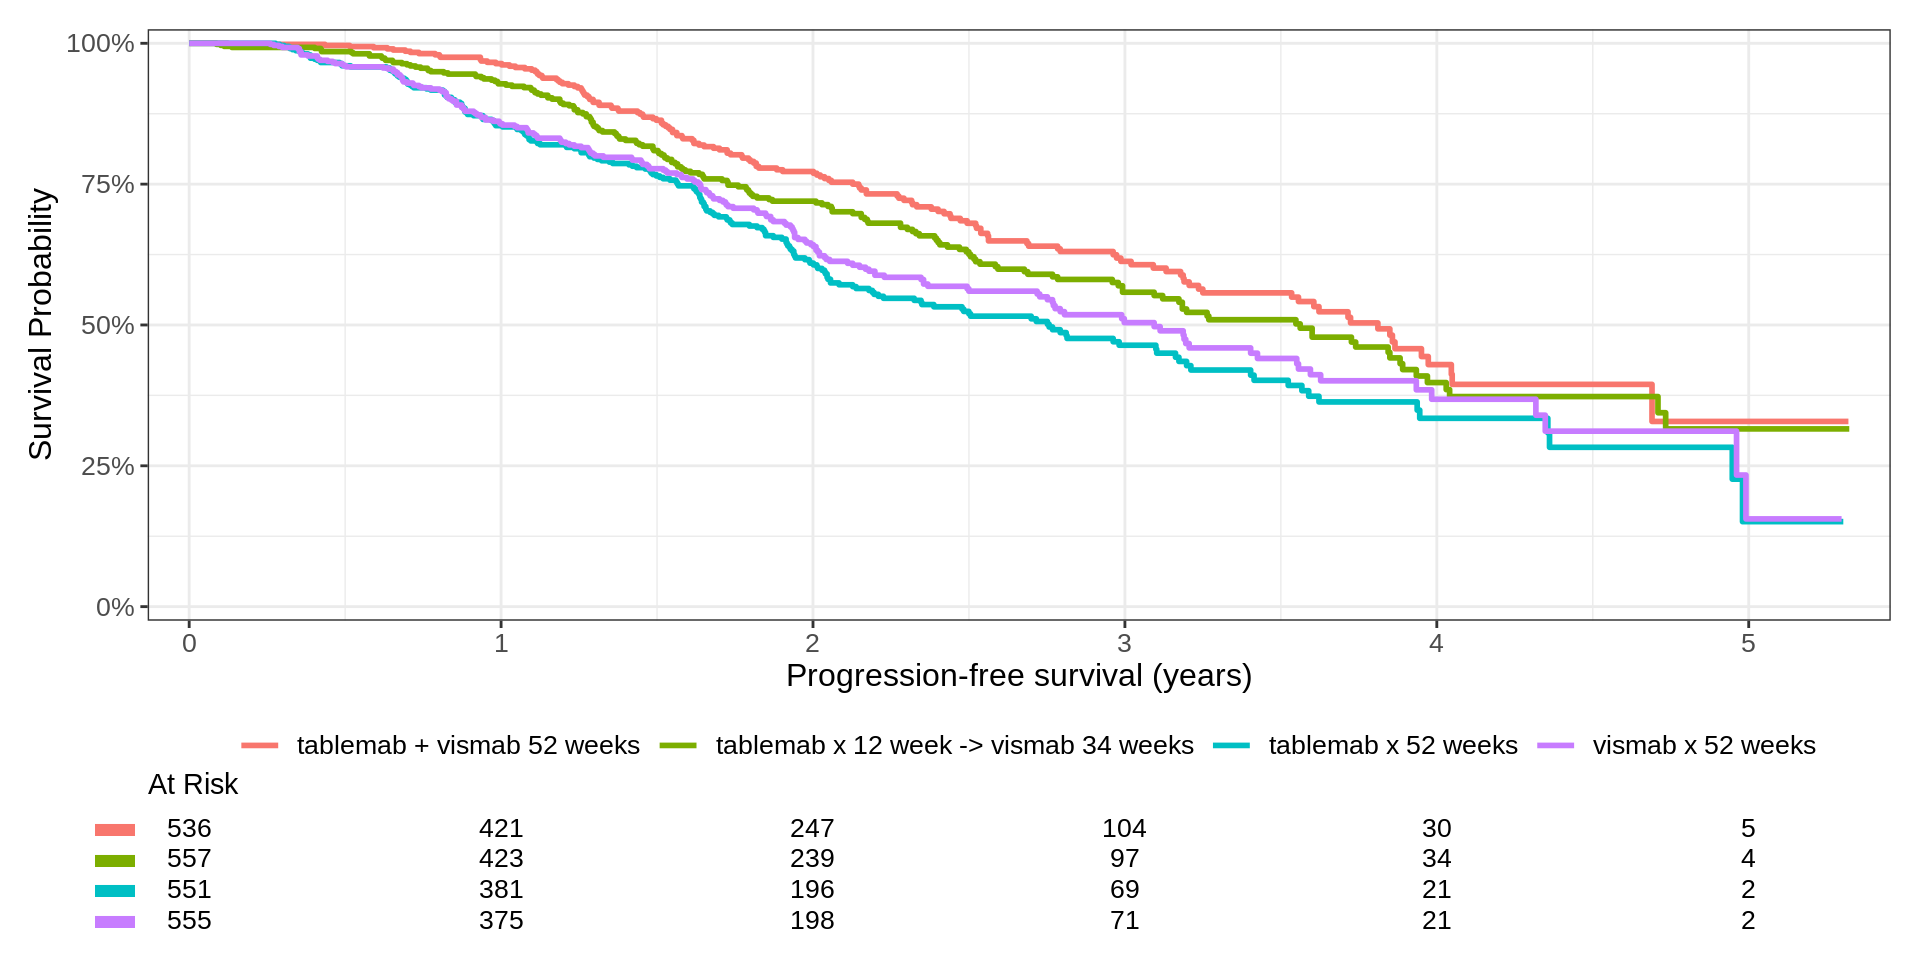 100%
75%
50%
25%
0%
Survival Probability
0 1 2 3 4 5
Progression-free survival (years)
tablemab + vismab 52 weeks tablemab x 12 week -> vismab 34 weeks tablemab x 52 weeks vismab x 52 weeks
At Risk
536 421 247 104 30 5
557 423 239 97 34 4
551 381 196 69 21 2
555 375 198 71 21 2